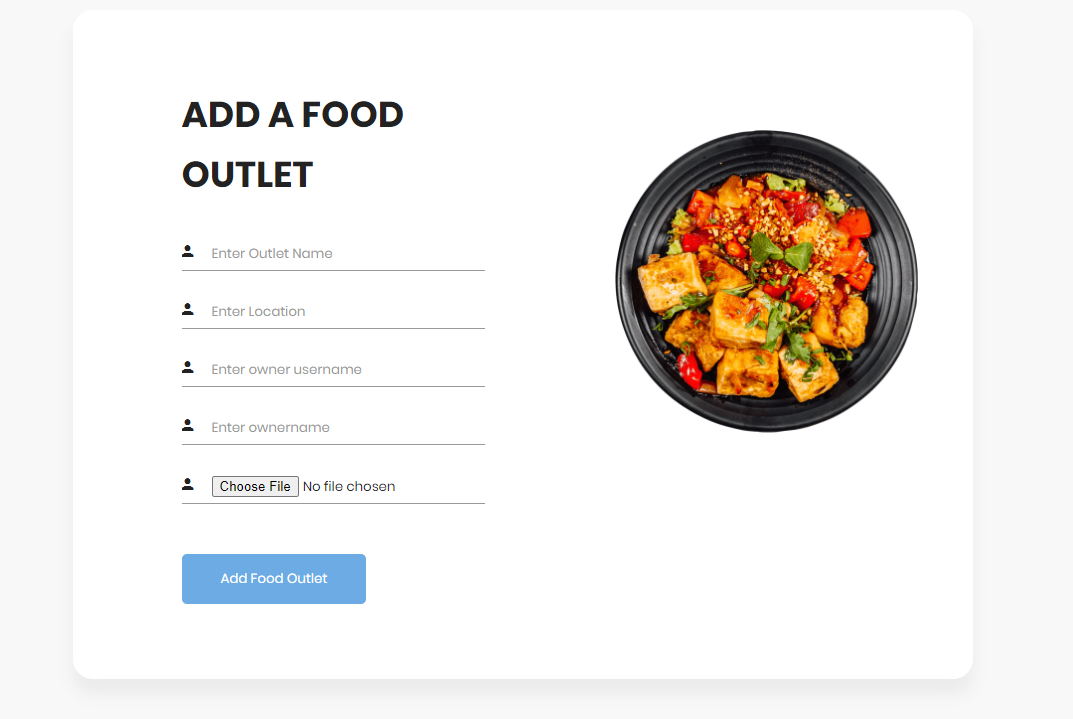 ADD A FOOD
OUTLET
Enter Outlet Name
Enter Location
Enter owner username
Enter ownername
Choose File No file chosen
Add Food Outlet